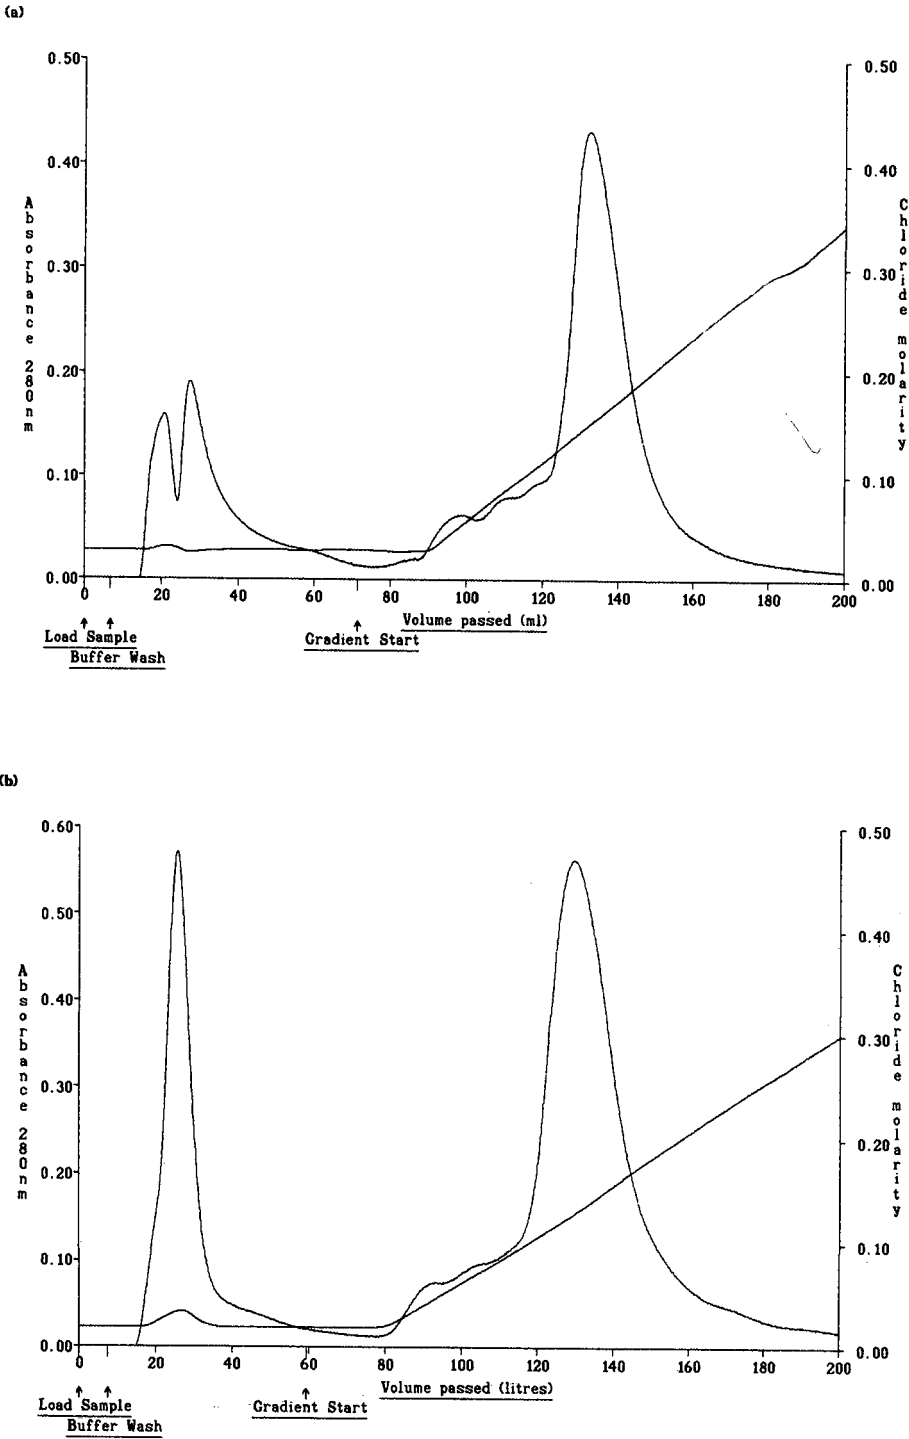 (a)
0.50
0.40
0.30
0.20
0.10
0.00
Absorbance 280nm
0.50
0.40
0.30
0.20
0.10
0.00
Chloride molarity
0 20 40 60 80 100 120 140 160 180 200
Volume passed (ml)
Load Sample
Buffer Wash
Gradient Start
(b)
0.60
0.50
0.40
0.30
0.20
0.10
0.00
Absorbance 280nm
0.50
0.40
0.30
0.20
0.10
0.00
Chloride molarity
0 20 40 60 80 100 120 140 160 180 200
Volume passed (litres)
Load Sample
Buffer Wash
Gradient Start